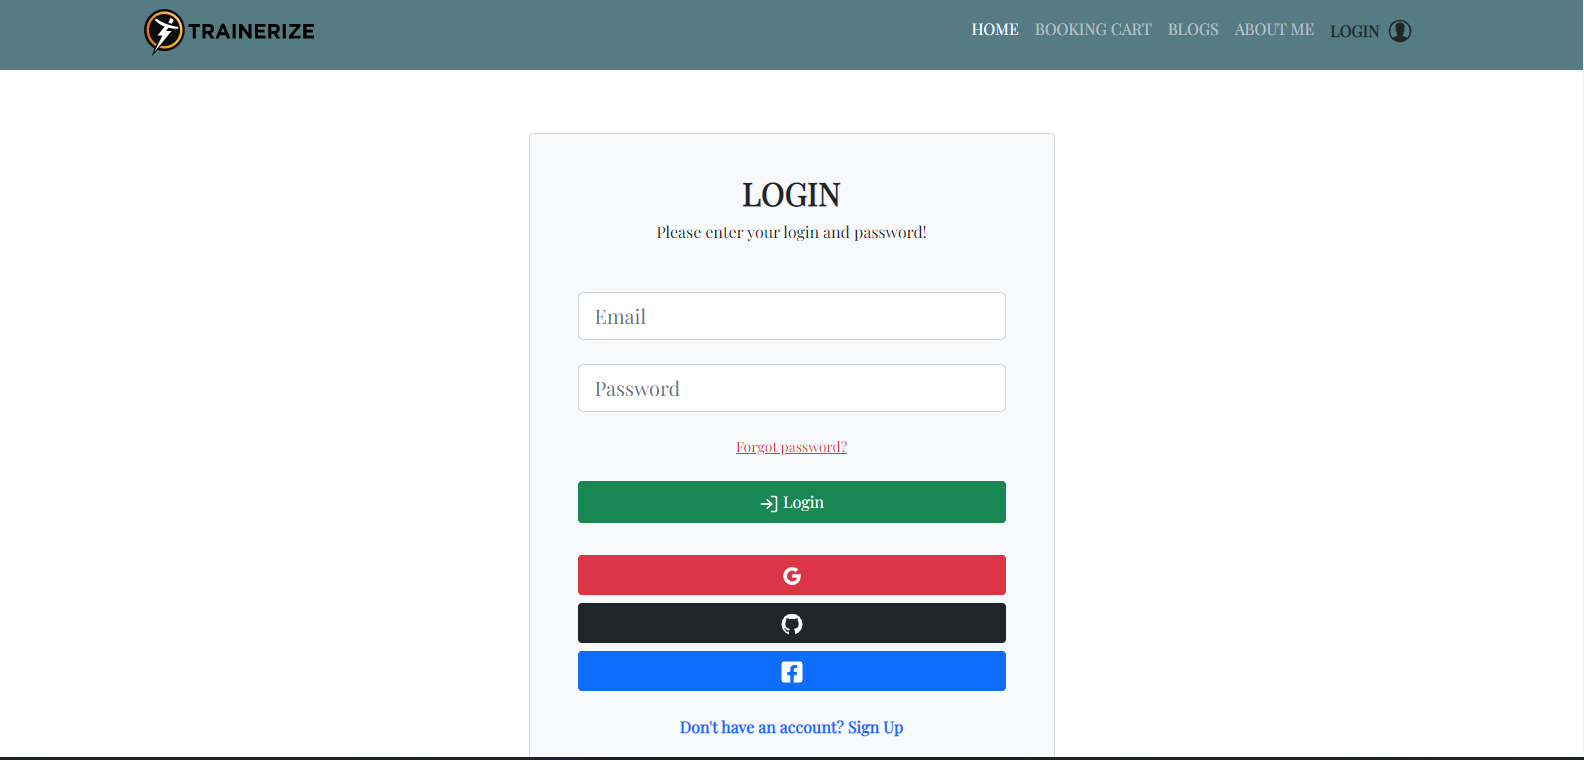 TRAINERIZE
HOME BOOKING CART BLOGS ABOUT ME LOGIN
LOGIN
Please enter your login and password!
Email
Password
Forgot password?
Login
Don't have an account? Sign Up